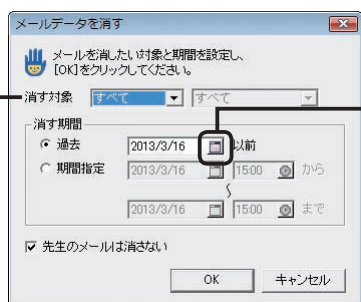 メールデータを消す
メールを消したい対象と期間を設定し、
[OK]をクリックしてください。
消す対象 すべて すべて
消す期間
過去 2013/3/16 以前
期間指定 2013/3/16 15:00 から
～
2013/3/16 15:00 まで
先生のメールは消さない
OK キャンセル